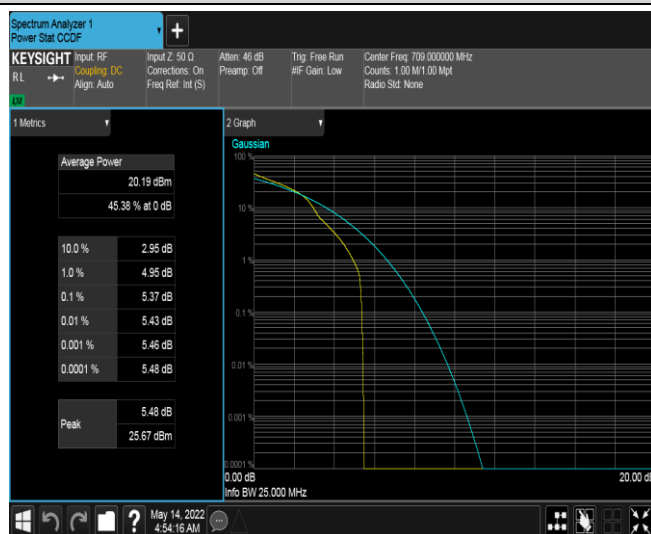 Spectrum Analyzer 1
Power Stat CCDF
+
KEYSIGHT
RL
LXI
Input: RF
Coupling: DC
Align: Auto
Input Z: 50 Ω
Corrections: On
Freq Ref: Int (S)
Atten: 46 dB
Preamp: Off
Trig: Free Run
#IF Gain: Low
Center Freq: 709.000000 MHz
Counts: 1.00 M/1.00 Mpt
Radio Std: None
1 Metrics
Average Power
20.19 dBm
45.38 % at 0 dB
10.0 % 2.95 dB
1.0 % 4.95 dB
0.1 % 5.37 dB
0.01 % 5.43 dB
0.001 % 5.46 dB
0.0001 % 5.48 dB
Peak
5.48 dB
25.67 dBm
2 Graph
Gaussian
100 %
10 %
1 %
0.1 %
0.01 %
0.001 %
0.0001 %
0.00 dB 20.00 dB
Info BW 25.000 MHz
?
May 14, 2022
4:54:16 AM